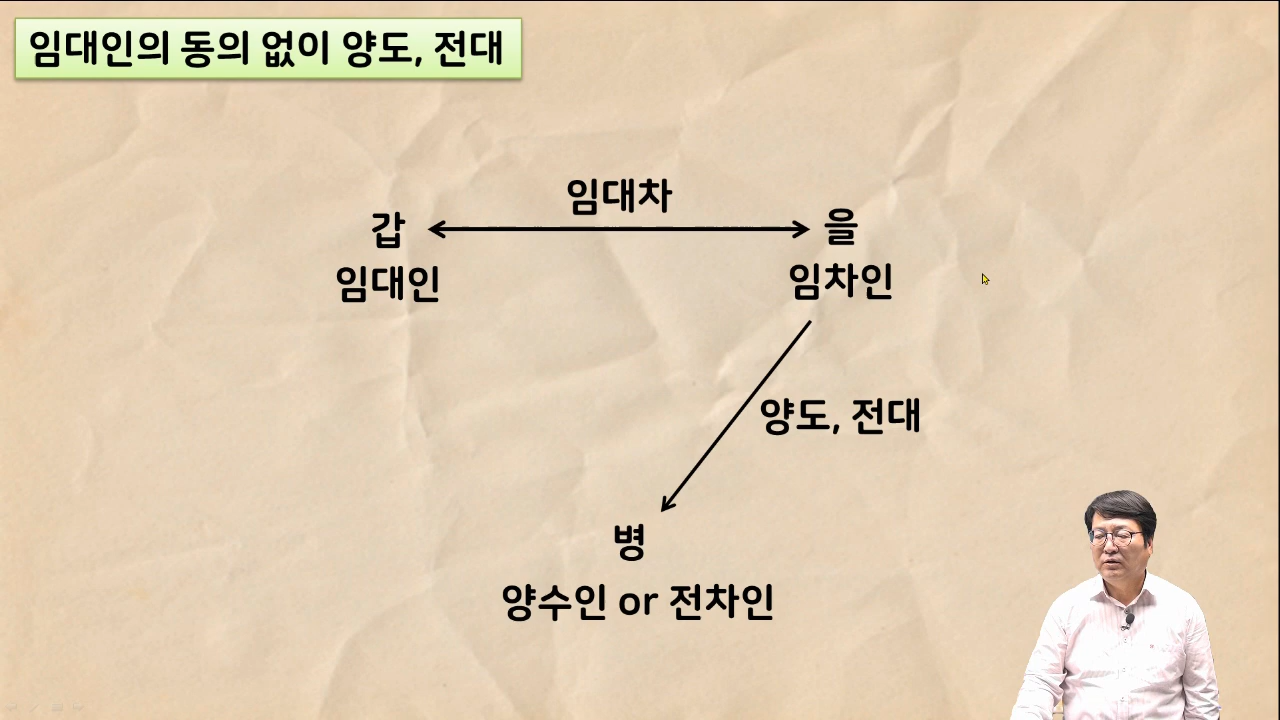 임대인의 동의 없이 양도, 전대
임대차
갑
을
임대인
임차인
양도, 전대
병
양수인 or 전차인